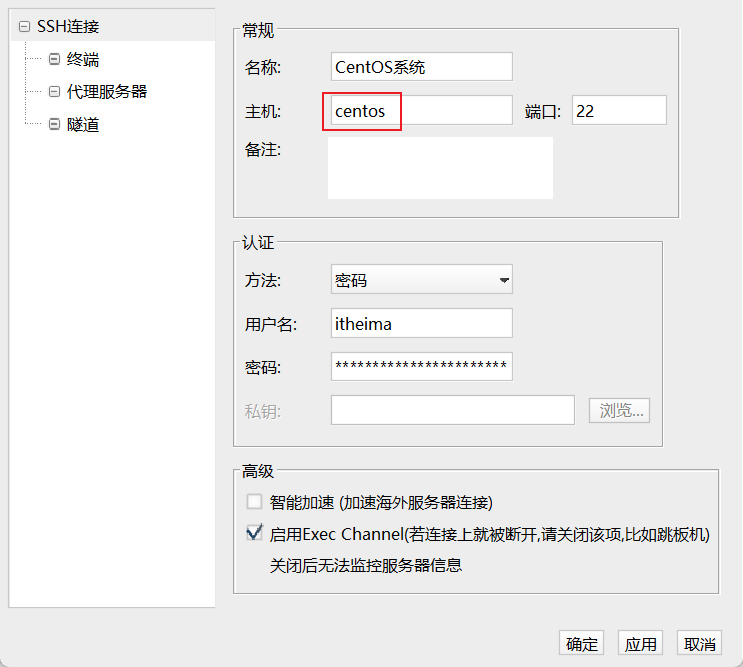 SSH连接
终端
代理服务器
隧道
常规
名称: CentOS系统
主机: centos 端口: 22
备注:
认证
方法: 密码
用户名: itheima
密码: ***********************
私钥: 浏览...
高级
智能加速 (加速海外服务器连接)
启用Exec Channel(若连接上就被断开,请关闭该项,比如跳板机)
关闭后无法监控服务器信息
确定 应用 取消